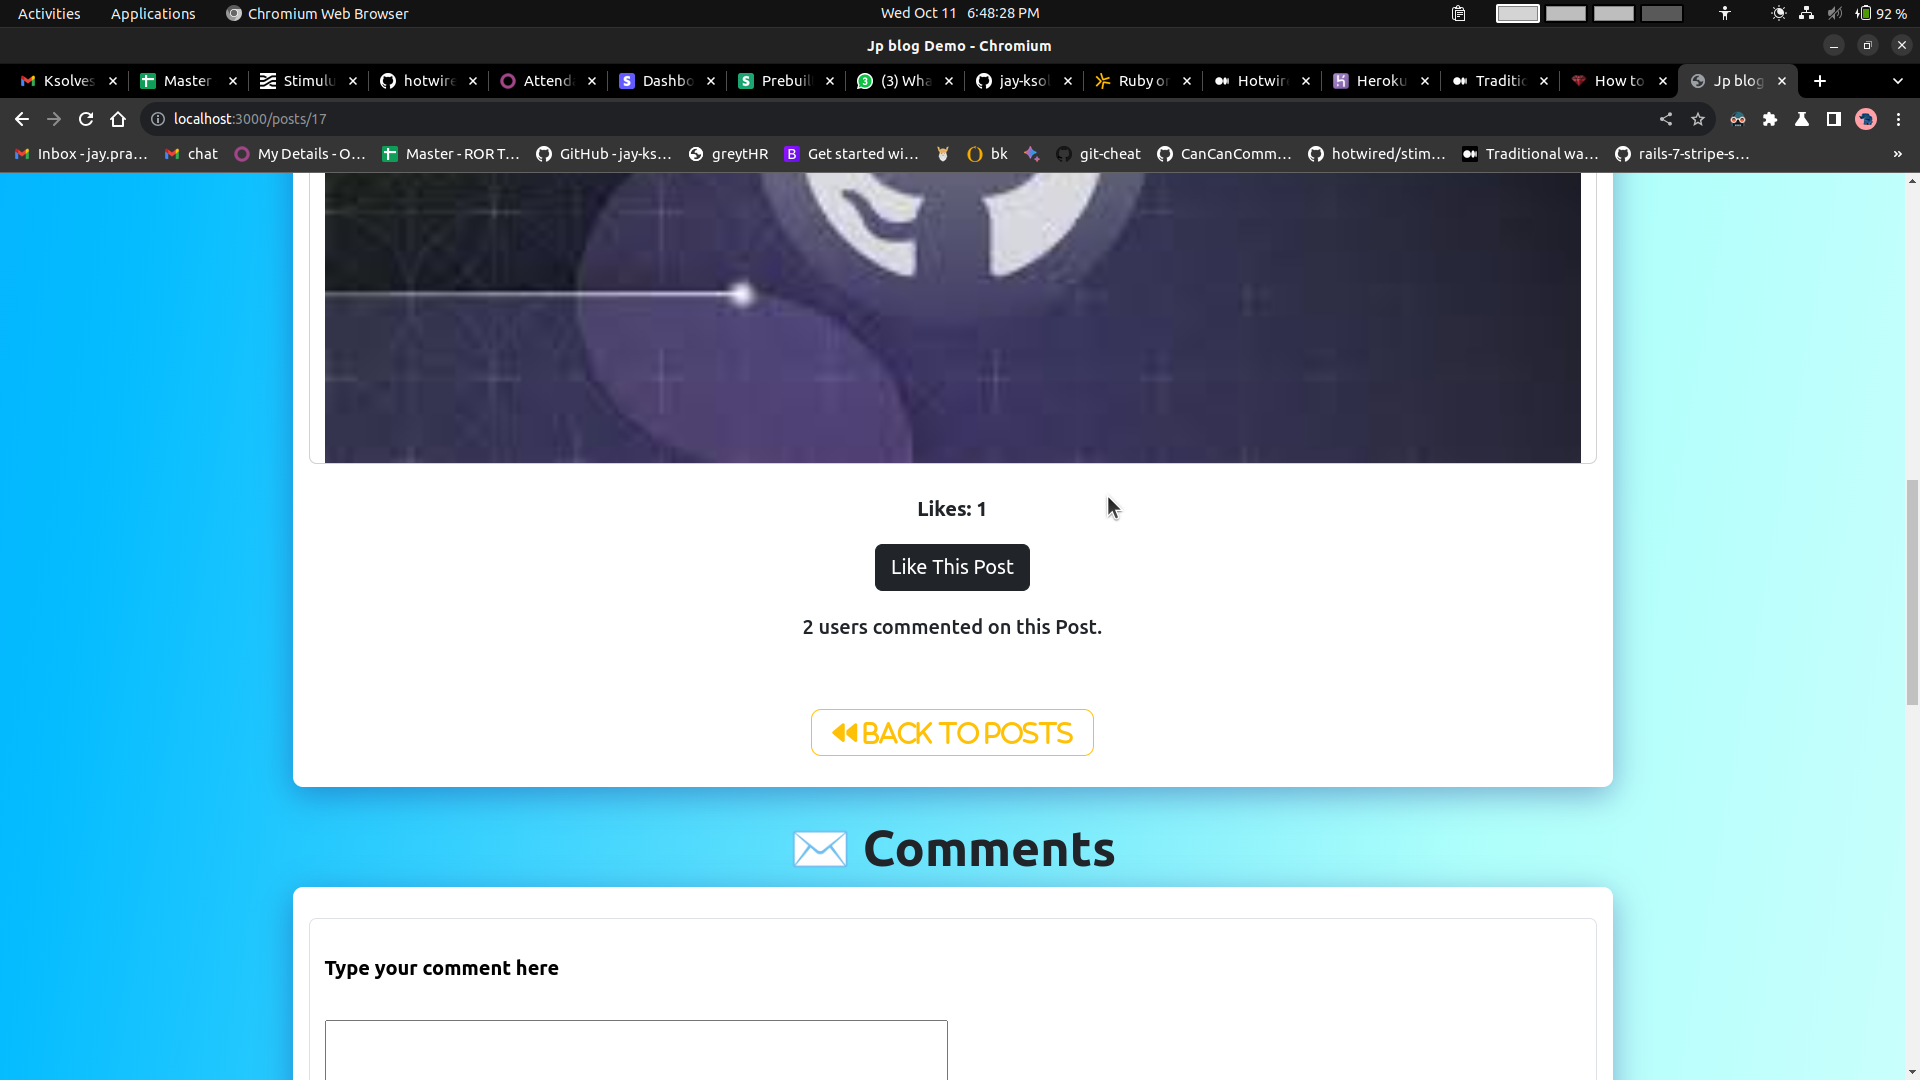 Activities Applications Chromium Web Browser Wed Oct 11 6:48:28 PM 92 %
Jp blog Demo - Chromium
Ksolves Master Stimulu hotwire Attenda Dashbo Prebuil (3) Wha jay-ksol Ruby or Hotwire Heroku Traditio How to Jp blog
localhost:3000/posts/17
Inbox - jay.pra... chat My Details - O... Master - ROR T... GitHub - jay-ks... greytHR Get started wi... bk git-cheat CanCanComm... hotwired/stim... Traditional wa... rails-7-stripe-s... »
Likes: 1
Like This Post
2 users commented on this Post.
BACK TO POSTS
Comments
Type your comment here